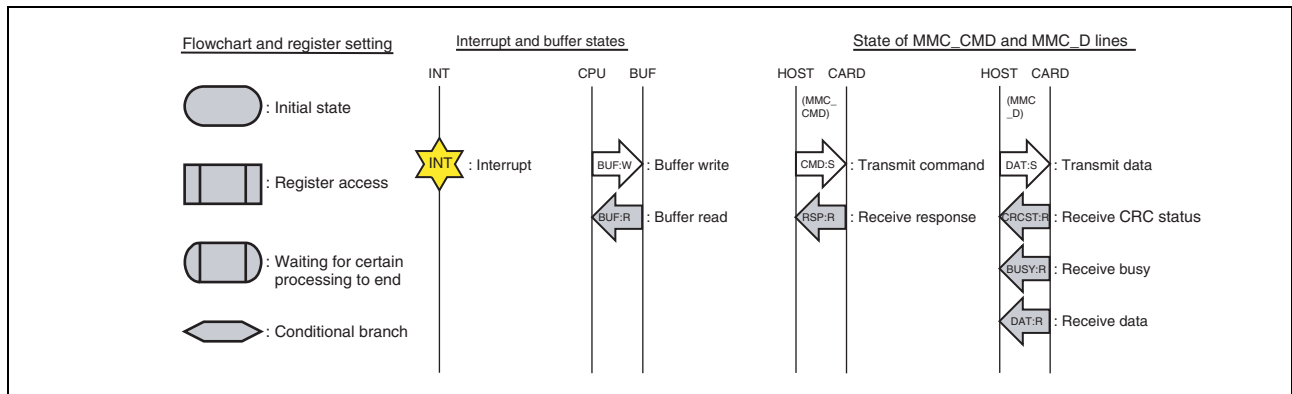 Flowchart and register setting
: Initial state
: Register access
: Waiting for certain
processing to end
: Conditional branch
Interrupt and buffer states
INT
CPU BUF
INT : Interrupt
BUF:W : Buffer write
BUF:R : Buffer read
State of MMC_CMD and MMC_D lines
HOST CARD
(MMC_
CMD)
CMD:S : Transmit command
RSP:R : Receive response
HOST CARD
(MMC
_D)
DAT:S : Transmit data
CRCST:R : Receive CRC status
BUSY:R : Receive busy
DAT:R : Receive data